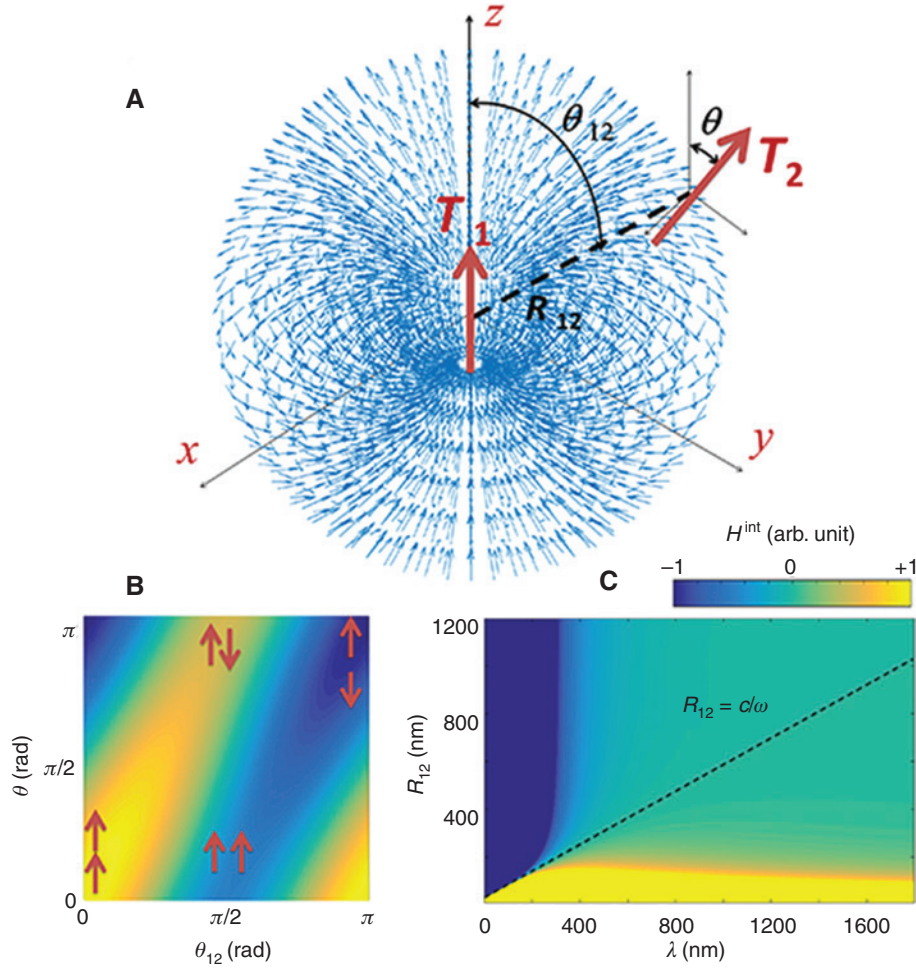 A
z
θ12
θ
T2
T1
R12
x
y
H^int (arb. unit)
−1 0 +1
B
π
π/2
0
θ (rad)
0 π/2 π
θ12 (rad)
C
1200
800
400
R12 (nm)
R12 = c/ω
0 400 800 1200 1600
λ (nm)